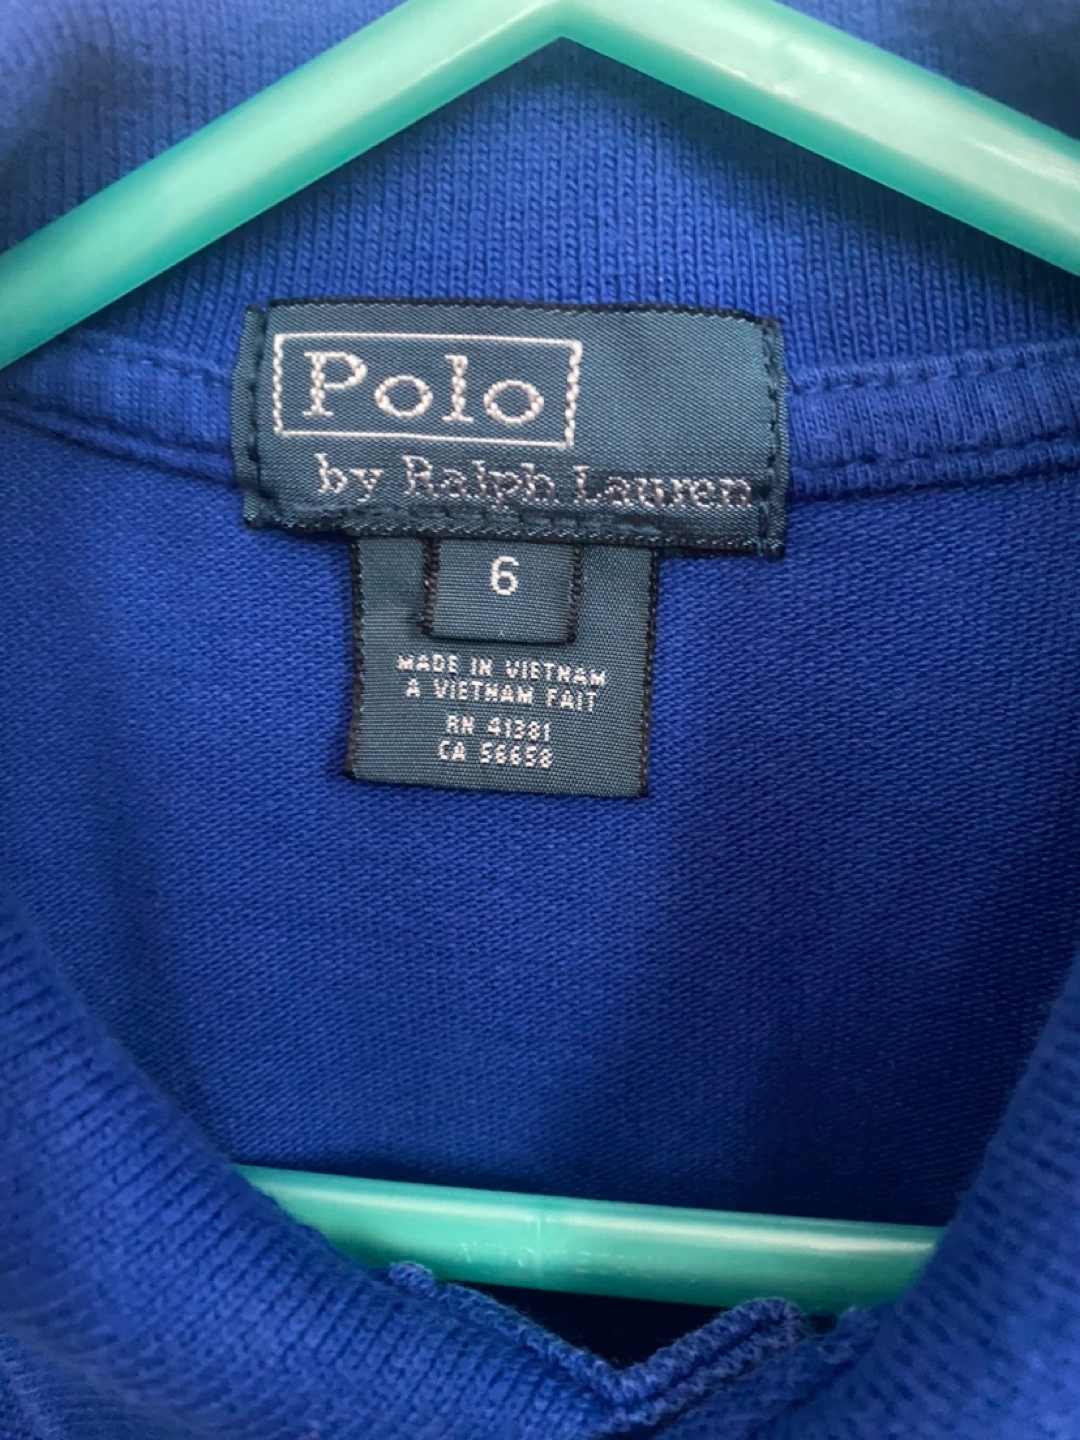 Polo
by Ralph Lauren
6
MADE IN VIETNAM
A VIETNAM FAIT
RN 41381
CA 56658